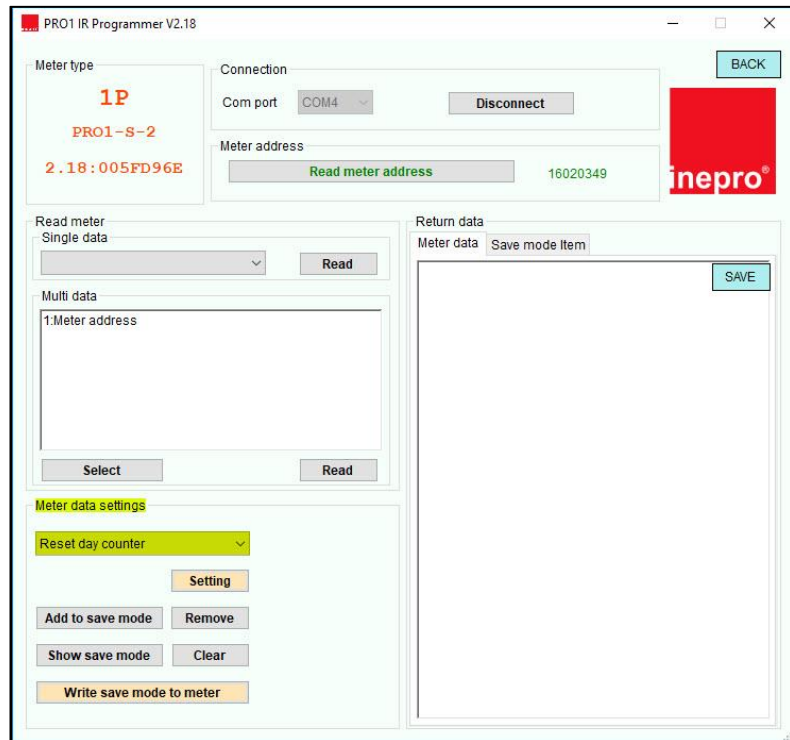 PRO1 IR Programmer V2.18
BACK
Meter type
1P
PRO1-S-2
2.18:005FD96E
Connection
Com port COM4 Disconnect
Meter address
Read meter address 16020349
inepro®
Read meter
Single data
Read
Multi data
1:Meter address
Select Read
Meter data settings
Reset day counter
Setting
Add to save mode Remove
Show save mode Clear
Write save mode to meter
Return data
Meter data Save mode Item
SAVE